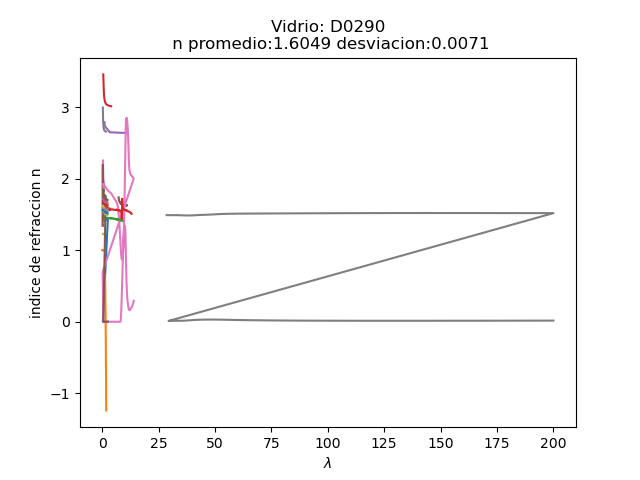 Vidrio: D0290
n promedio:1.6049 desviacion:0.0071
indice de refraccion n
3
2
1
0
−1
0 25 50 75 100 125 150 175 200
λ